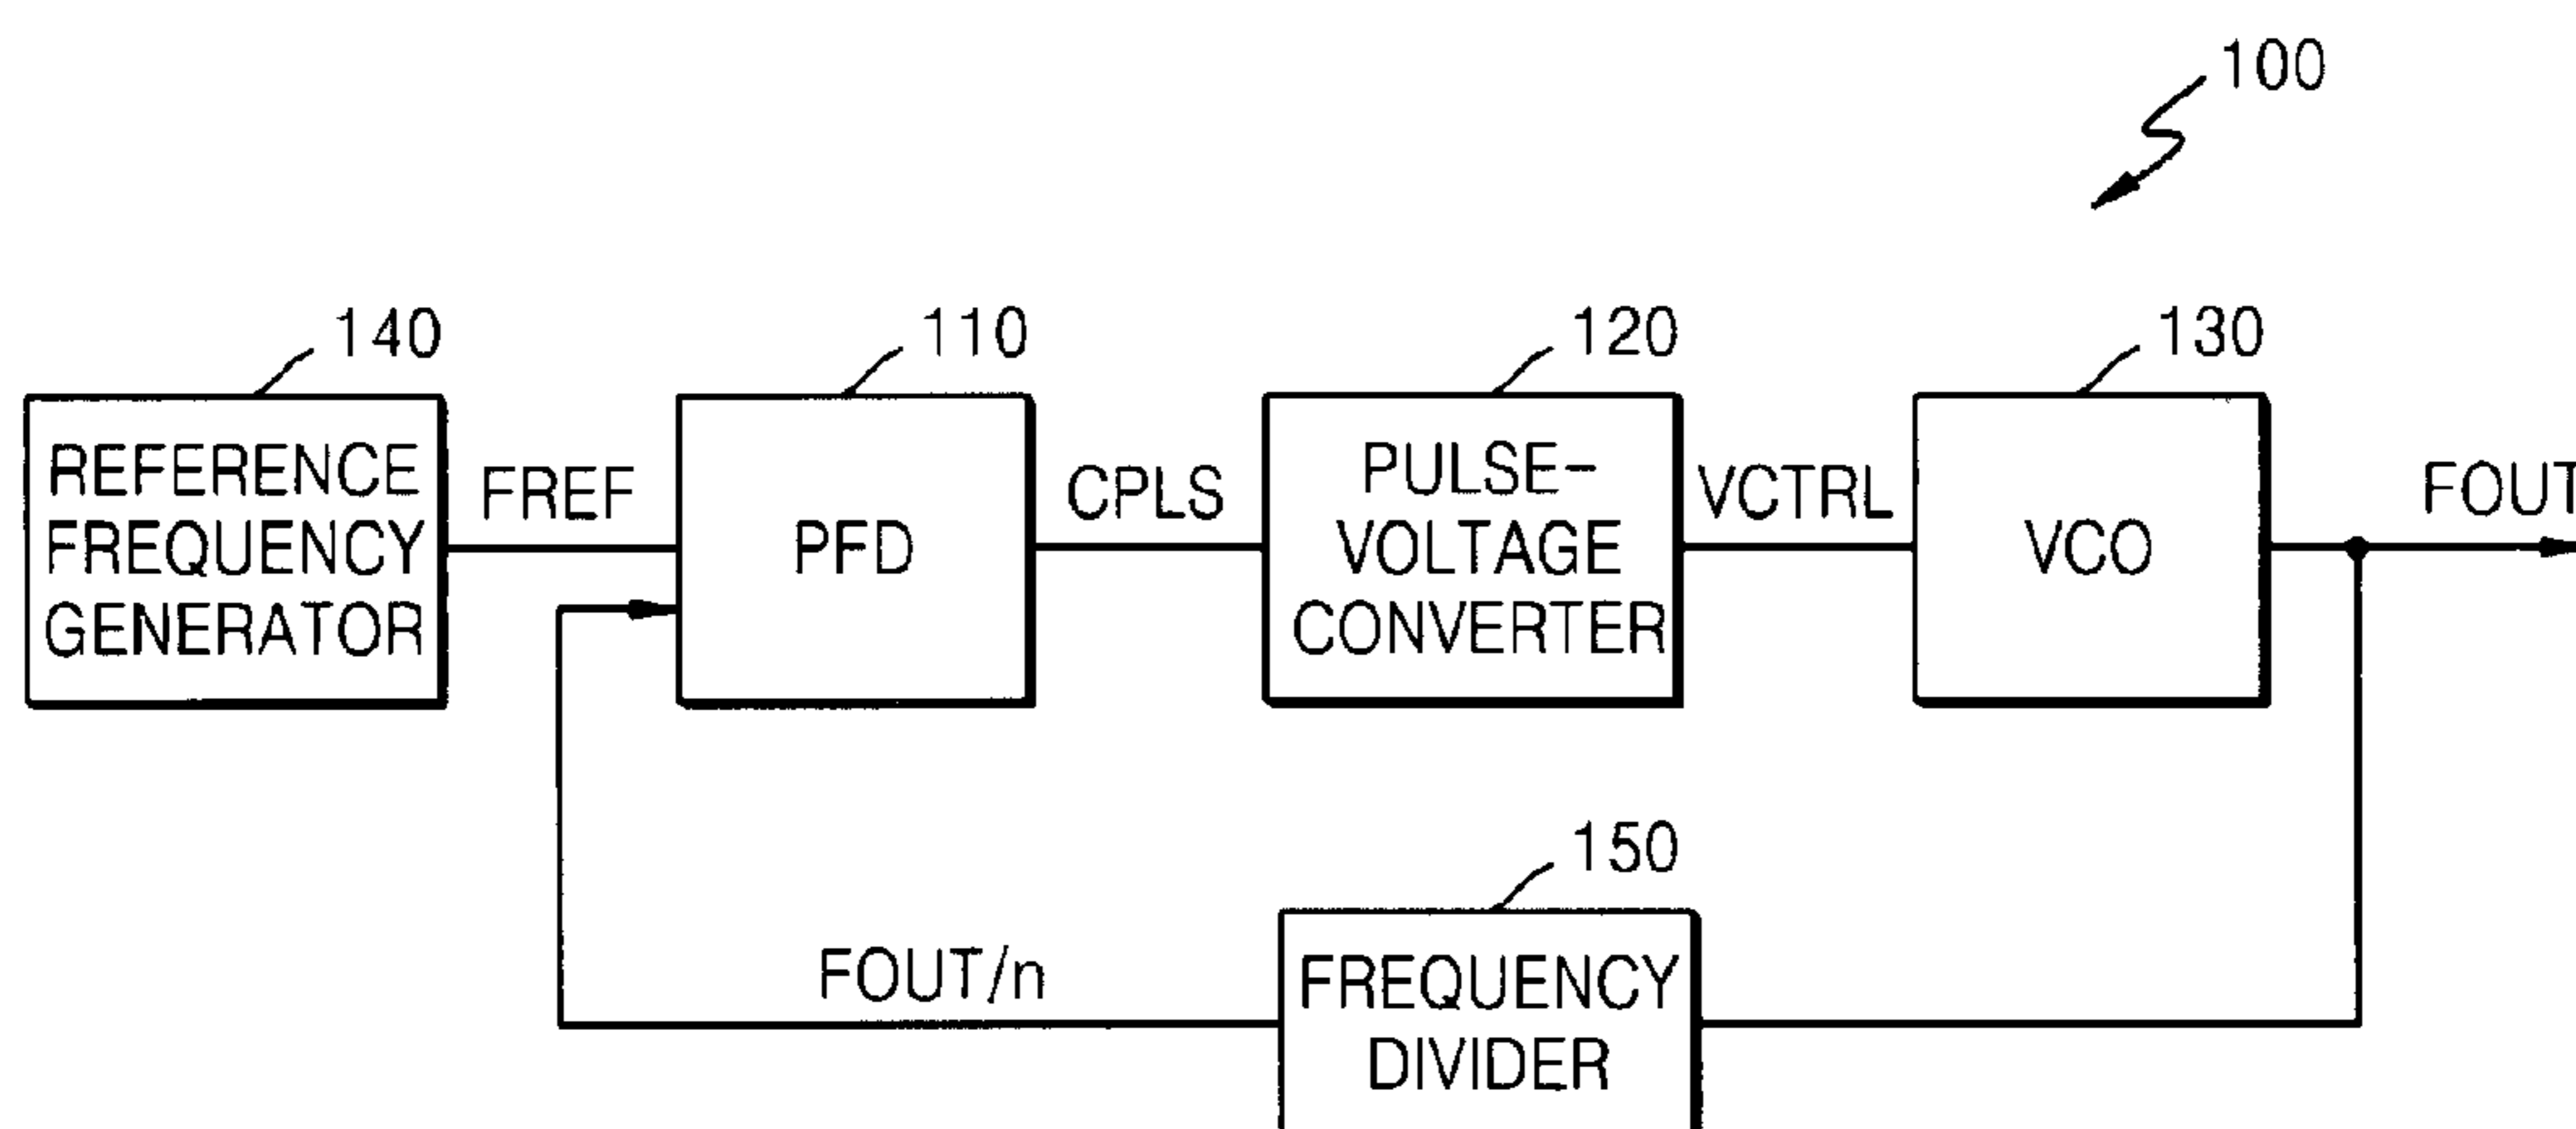 100
140
110
120
130
REFERENCE
FREQUENCY
GENERATOR
FREF
PFD
CPLS
PULSE-
VOLTAGE
CONVERTER
VCTRL
VCO
FOUT
150
FOUT/n
FREQUENCY
DIVIDER